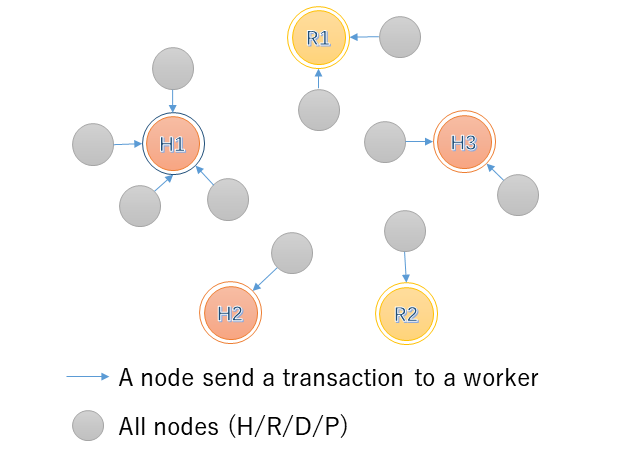 R1
H1
H3
H2
R2
A node send a transaction to a worker
All nodes (H/R/D/P)